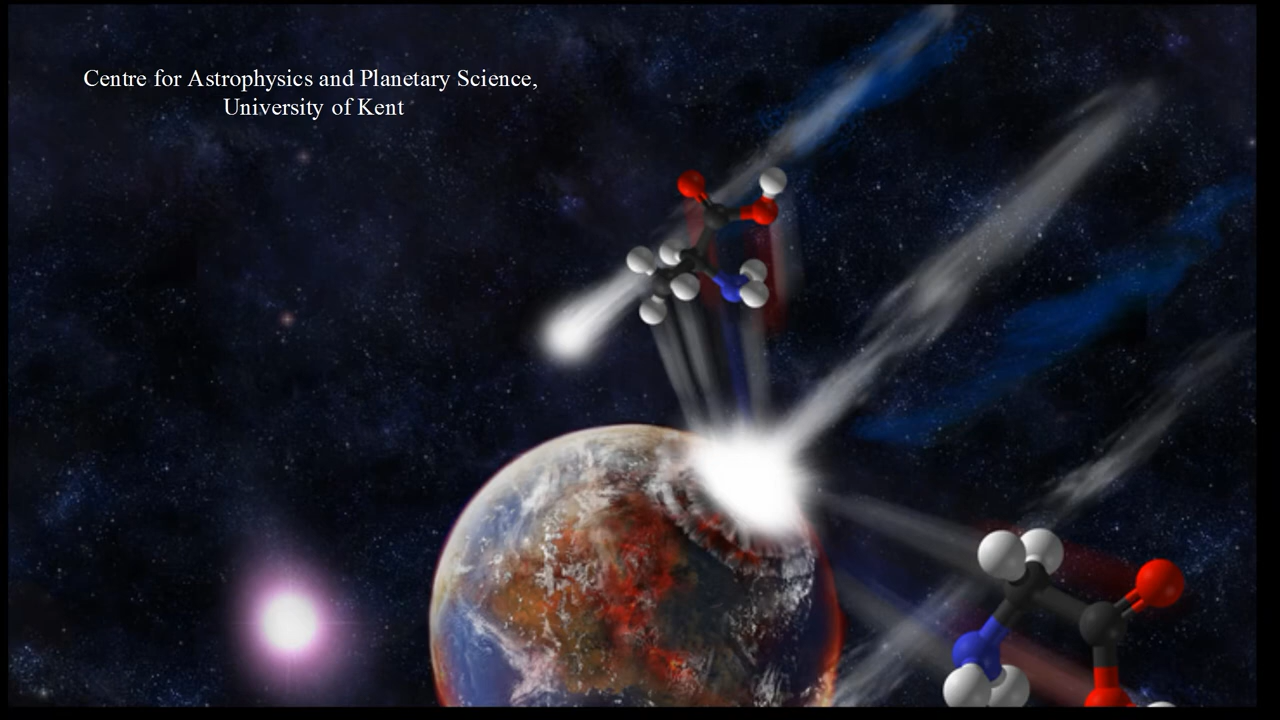 Centre for Astrophysics and Planetary Science,
University of Kent